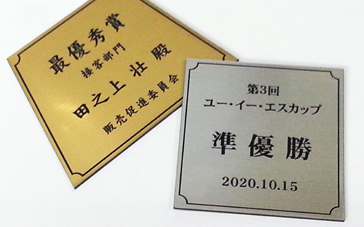 最優秀賞
接客部門
田之上 壮 殿
販売促進委員会
第3回
ユー・イー・エスカップ
準優勝
2020.10.15